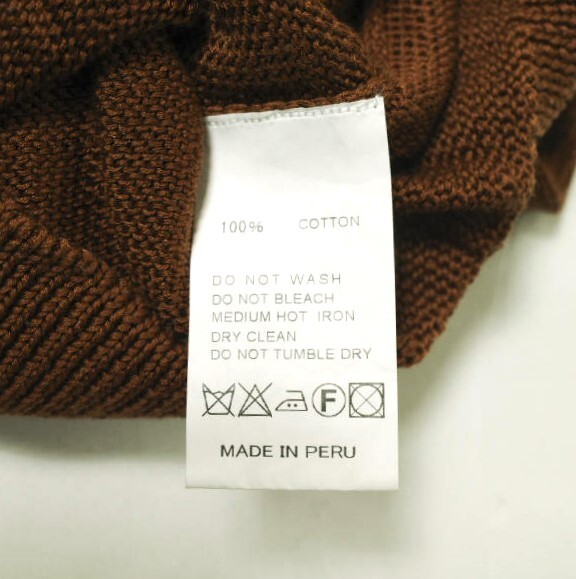 100% COTTON
DO NOT WASH
DO NOT BLEACH
MEDIUM HOT IRON
DRY CLEAN
DO NOT TUMBLE DRY
F
MADE IN PERU